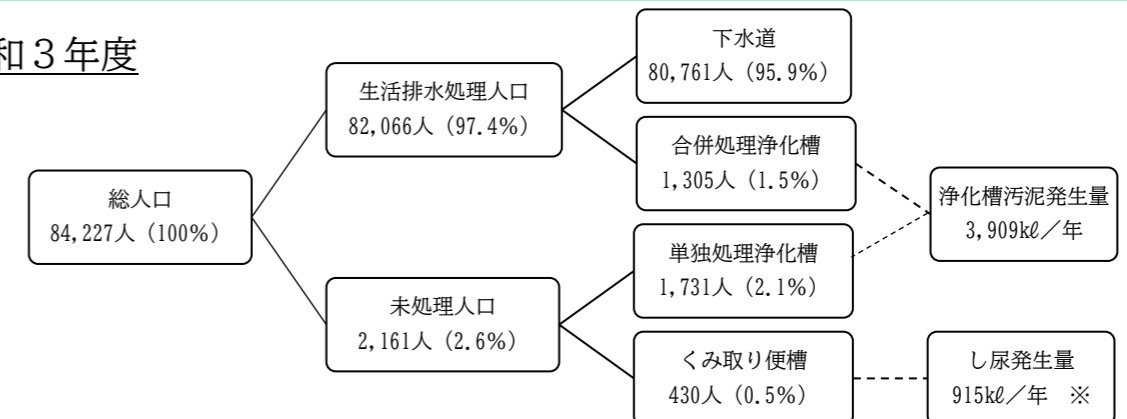 和３年度
総人口
84,227人（100%）
生活排水処理人口
82,066人（97.4%）
未処理人口
2,161人（2.6%）
下水道
80,761人（95.9%）
合併処理浄化槽
1,305人（1.5%）
単独処理浄化槽
1,731人（2.1%）
くみ取り便槽
430人（0.5%）
浄化槽汚泥発生量
3,909kℓ／年
し尿発生量
915kℓ／年　※